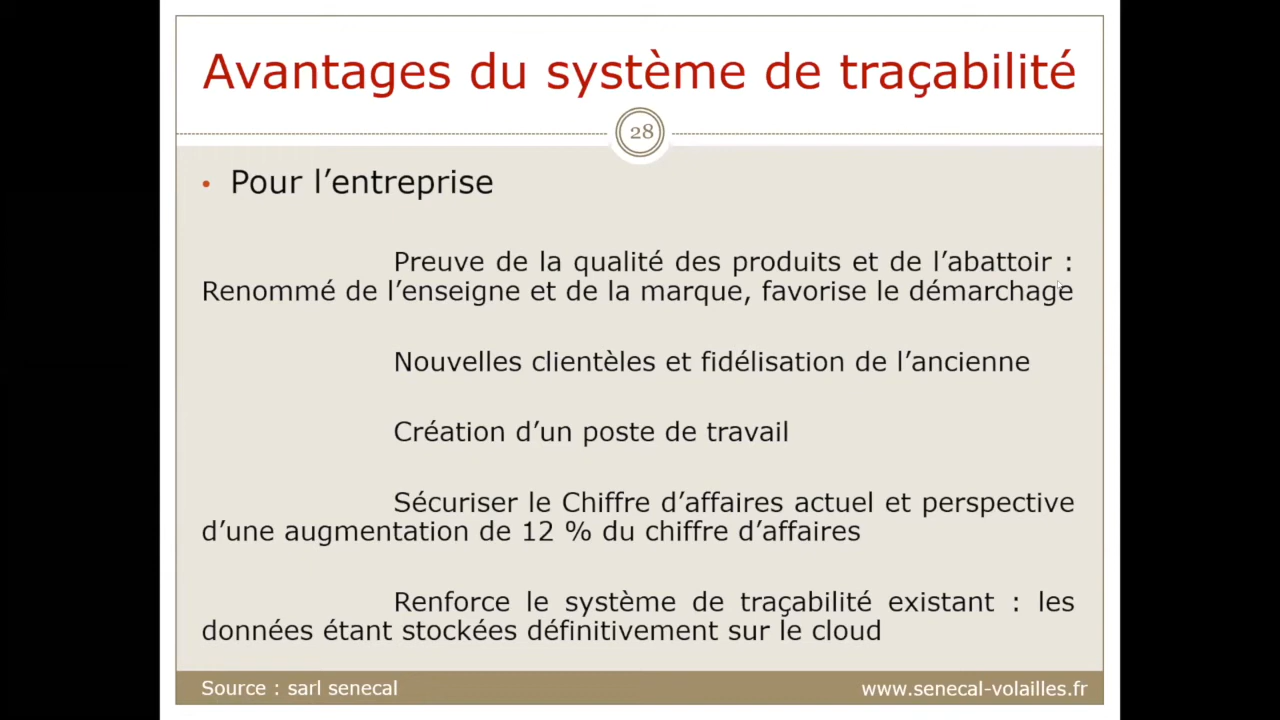 Avantages du système de traçabilité
28
• Pour l’entreprise
Preuve de la qualité des produits et de l’abattoir :
Renommé de l’enseigne et de la marque, favorise le démarchage
Nouvelles clientèles et fidélisation de l’ancienne
Création d’un poste de travail
Sécuriser le Chiffre d’affaires actuel et perspective
d’une augmentation de 12 % du chiffre d’affaires
Renforce le système de traçabilité existant : les
données étant stockées définitivement sur le cloud
Source : sarl senecal
www.senecal-volailles.fr